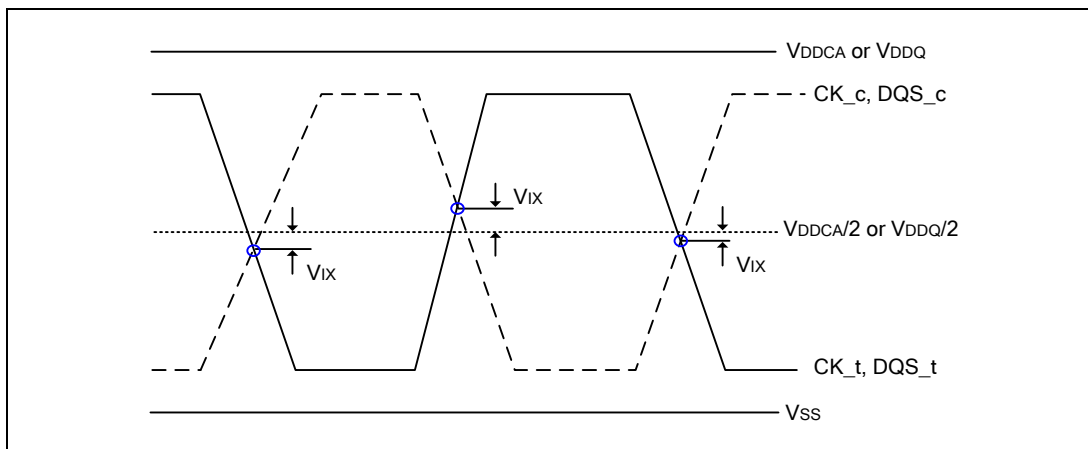 VDDCA or VDDQ
CK_c, DQS_c
VIX
VDDCA/2 or VDDQ/2
VIX
VIX
CK_t, DQS_t
VSS